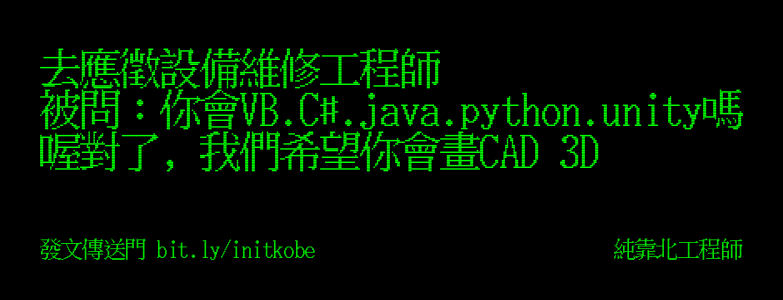 去應徵設備維修工程師
被問：你會VB.C#.java.python.unity嗎
喔對了，我們希望你會畫CAD 3D
發文傳送門 bit.ly/initkobe
純靠北工程師